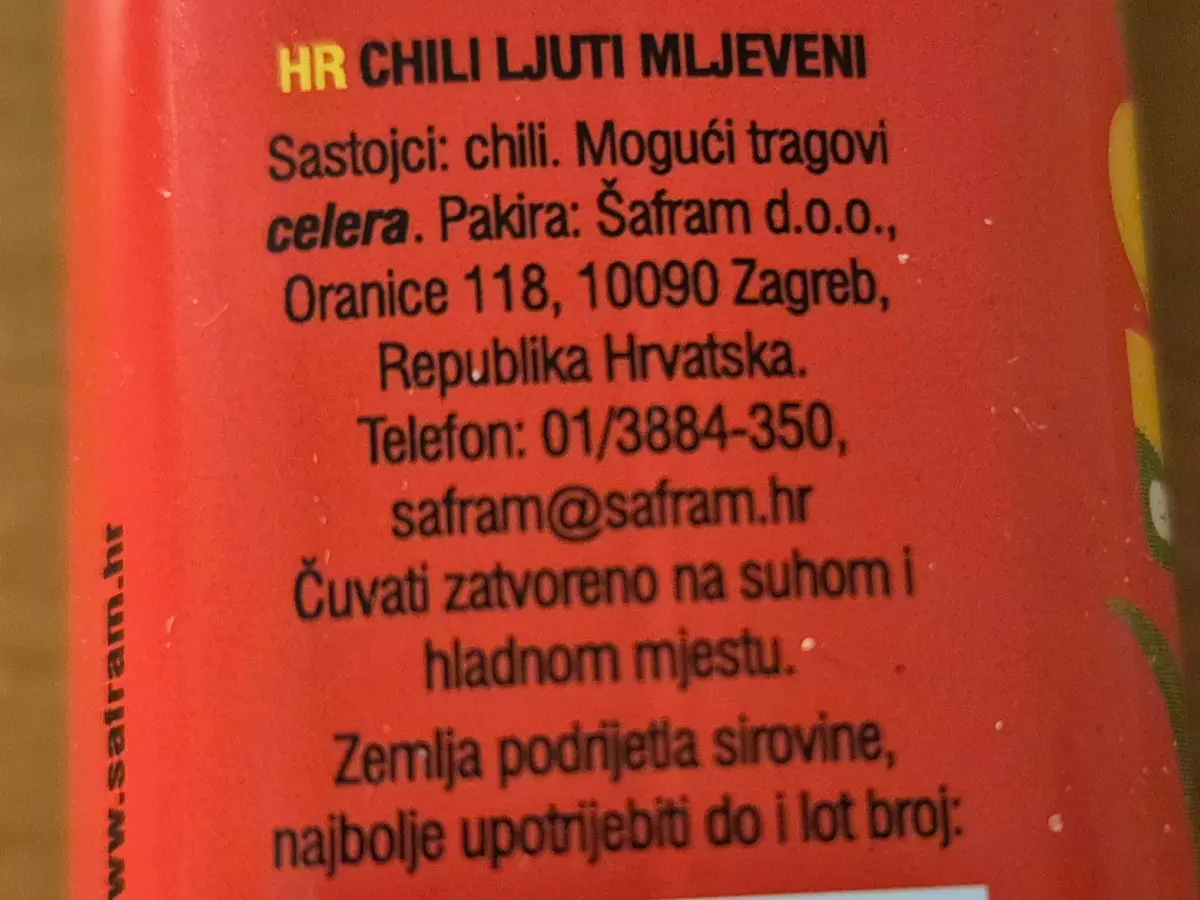 HR CHILI LJUTI MLJEVENI
Sastojci: chili. Mogući tragovi
celera. Pakira: Šafram d.o.o.,
Oranice 118, 10090 Zagreb,
Republika Hrvatska.
Telefon: 01/3884-350,
safram@safram.hr
Čuvati zatvoreno na suhom i
hladnom mjestu.
Zemlja podrijetla sirovine,
najbolje upotrijebiti do i lot broj:
www.safram.hr